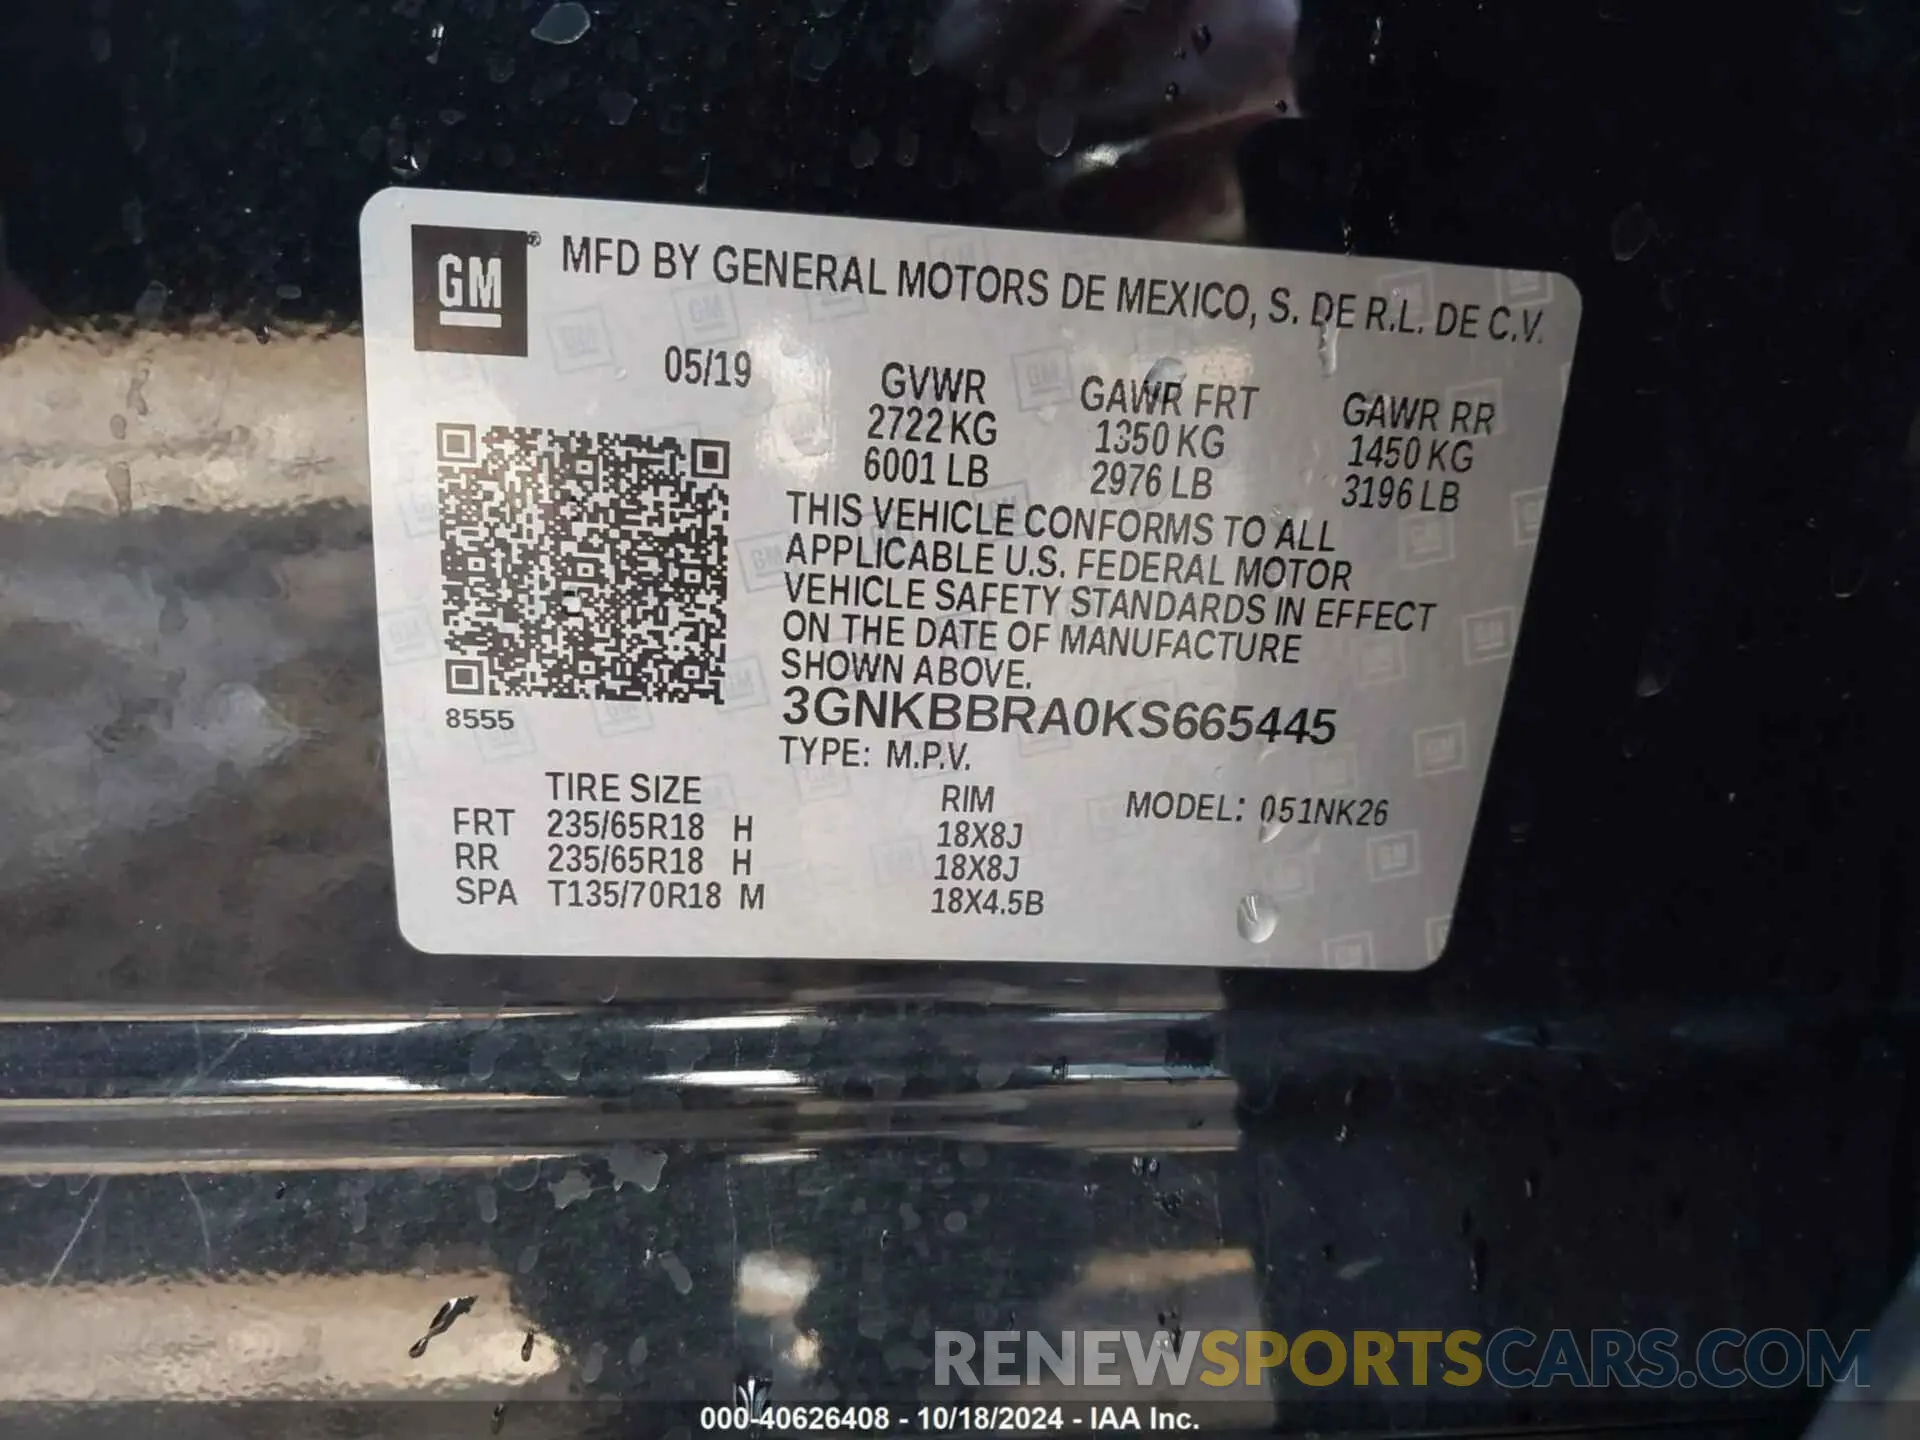 GM® MFD BY GENERAL MOTORS DE MEXICO, S. DE R.L. DE C.V.
05/19
GVWR GAWR FRT GAWR RR
2722 KG 1350 KG 1450 KG
6001 LB 2976 LB 3196 LB
THIS VEHICLE CONFORMS TO ALL
APPLICABLE U.S. FEDERAL MOTOR
VEHICLE SAFETY STANDARDS IN EFFECT
ON THE DATE OF MANUFACTURE
SHOWN ABOVE.
3GNKBBRA0KS665445
8555
TYPE: M.P.V.
TIRE SIZE RIM MODEL: 051NK26
FRT 235/65R18 H 18X8J
RR 235/65R18 H 18X8J
SPA T135/70R18 M 18X4.5B
RENEWSPORTSCARS.COM
000-40626408 - 10/18/2024 - IAA Inc.